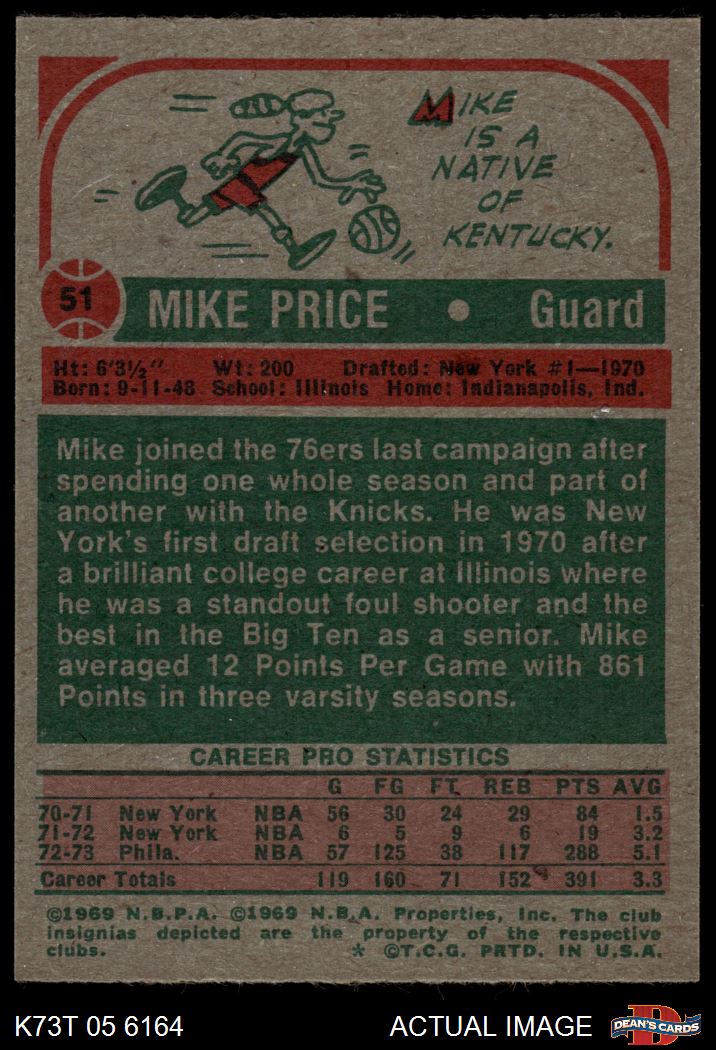 MIKE
IS A
NATIVE
OF
KENTUCKY.
51 MIKE PRICE • Guard
Ht: 6'3½" Wt: 200 Drafted: New York #1—1970
Born: 9-11-48 School: Illinois Home: Indianapolis, Ind.
Mike joined the 76ers last campaign after
spending one whole season and part of
another with the Knicks. He was New
York's first draft selection in 1970 after
a brilliant college career at Illinois where
he was a standout foul shooter and the
best in the Big Ten as a senior. Mike
averaged 12 Points Per Game with 861
Points in three varsity seasons.
CAREER PRO STATISTICS
G FG FT REB PTS AVG
70-71 New York NBA 56 30 24 29 84 1.5
71-72 New York NBA 6 5 9 6 19 3.2
72-73 Phila. NBA 57 125 38 117 288 5.1
Career Totals 119 160 71 152 391 3.3
©1969 N.B.P.A. ©1969 N.B.A. Properties, Inc. The club
insignias depicted are the property of the respective
clubs. * ©T.C.G. PRTD. IN U.S.A.
K73T 05 6164 ACTUAL IMAGE DEAN'S CARDS